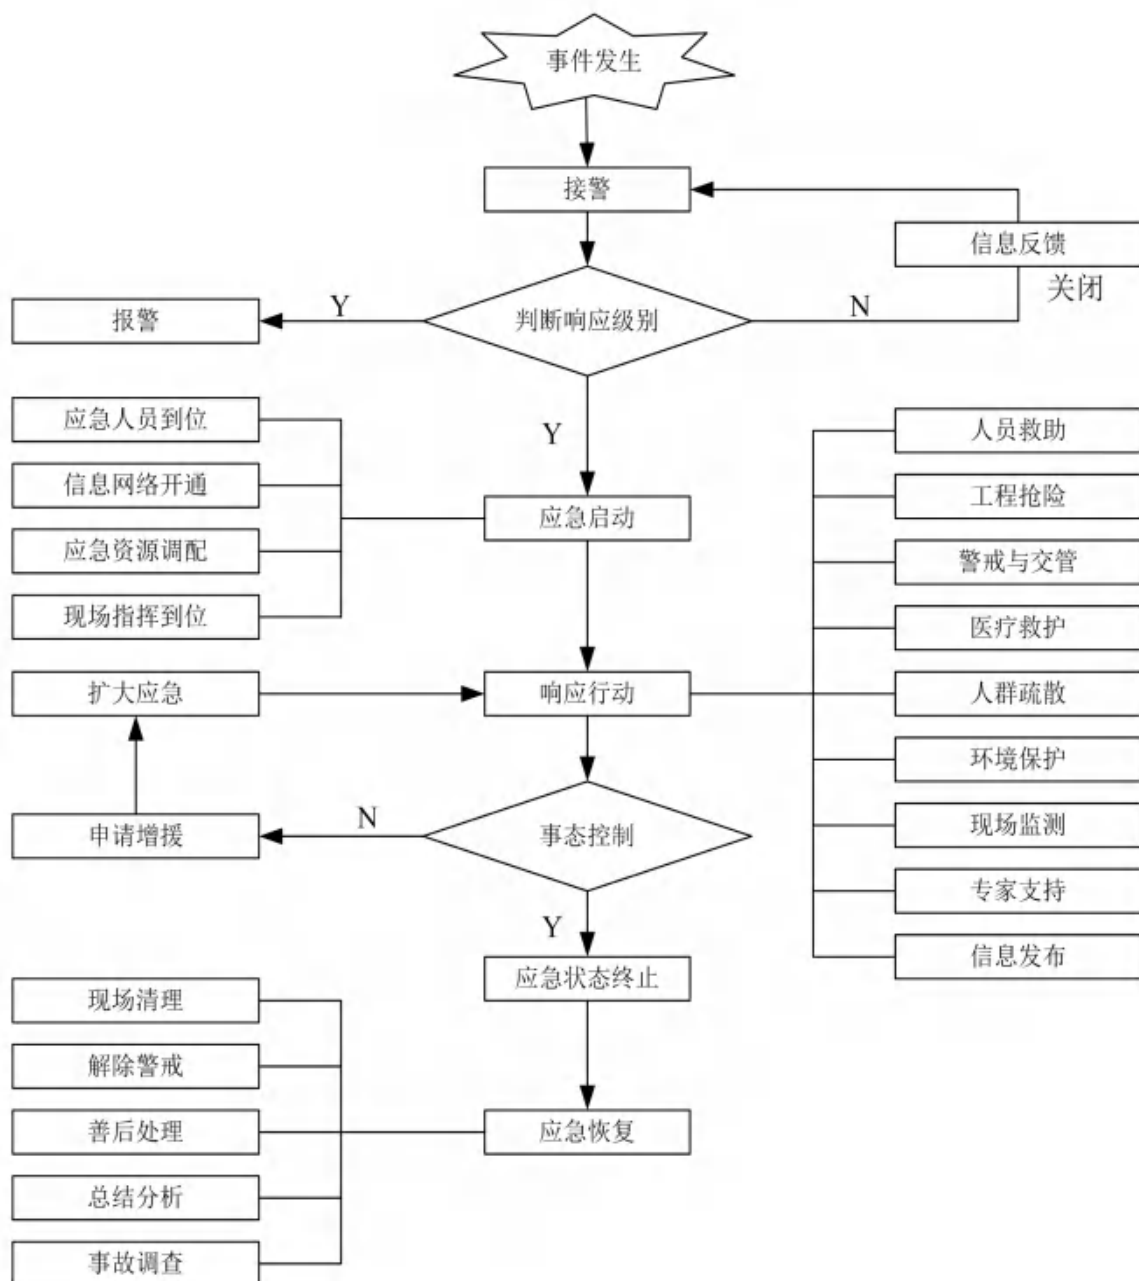 事件发生
接警
信息反馈
关闭
报警
Y
判断响应级别
N
应急人员到位
信息网络开通
应急资源调配
现场指挥到位
Y
应急启动
人员救助
工程抢险
警戒与交管
医疗救护
人群疏散
环境保护
现场监测
专家支持
信息发布
扩大应急
响应行动
申请增援
N
事态控制
Y
应急状态终止
现场清理
解除警戒
善后处理
总结分析
事故调查
应急恢复